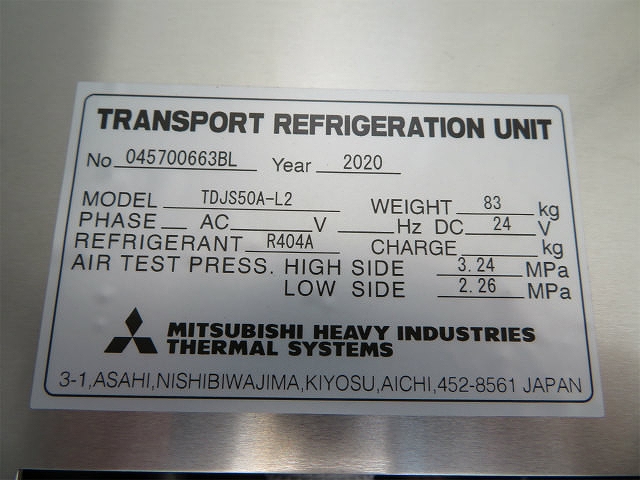 TRANSPORT REFRIGERATION UNIT
No 045700663BL Year 2020
MODEL TDJS50A-L2 WEIGHT 83 kg
PHASE AC V Hz DC 24 V
REFRIGERANT R404A CHARGE kg
AIR TEST PRESS. HIGH SIDE 3.24 MPa
LOW SIDE 2.26 MPa
MITSUBISHI HEAVY INDUSTRIES
THERMAL SYSTEMS
3-1,ASAHI,NISHIBIWAJIMA,KIYOSU,AICHI,452-8561 JAPAN